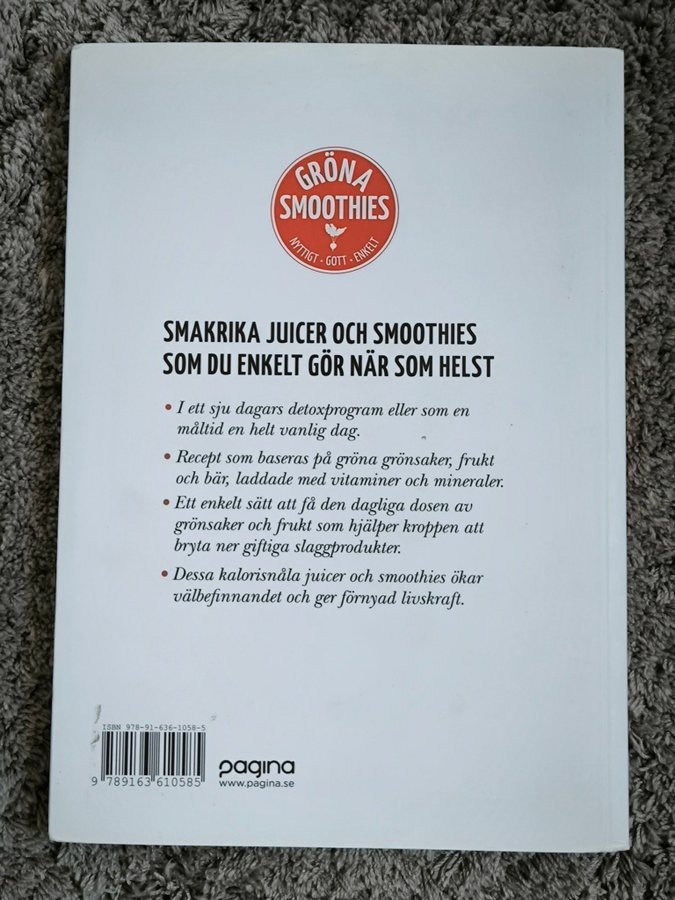 GRÖNA
SMOOTHIES
NYTTIGT · GOTT · ENKELT
SMAKRIKA JUICER OCH SMOOTHIES
SOM DU ENKELT GÖR NÄR SOM HELST
• I ett sju dagars detoxprogram eller som en
måltid en helt vanlig dag.
• Recept som baseras på gröna grönsaker, frukt
och bär, laddade med vitaminer och mineraler.
• Ett enkelt sätt att få den dagliga dosen av
grönsaker och frukt som hjälper kroppen att
bryta ner giftiga slaggprodukter.
• Dessa kalorisnåla juicer och smoothies ökar
välbefinnandet och ger förnyad livskraft.
ISBN 978-91-636-1058-5
9 789163 610585
pagina
www.pagina.se